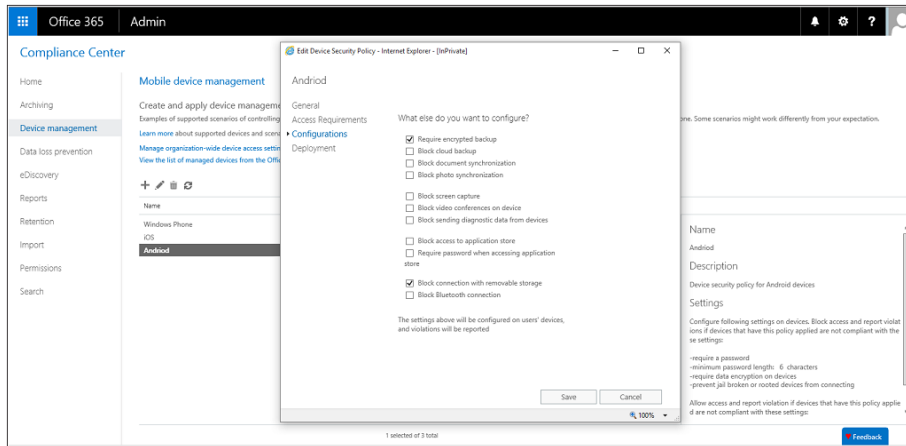 Office 365
Admin
?
Compliance Center
Home
Archiving
Device management
Data loss prevention
eDiscovery
Reports
Retention
Import
Permissions
Search
Mobile device management
Create and apply device manageme
Examples of supported scenarios of controlling
one. Some scenarios might work differently from your expectation.
Learn more about supported devices and scena
Manage organization-wide device access settin
View the list of managed devices from the Offi
Name
Windows Phone
iOS
Andriod
1 selected of 3 total
Edit Device Security Policy - Internet Explorer - [InPrivate]
Andriod
General
Access Requirements
Configurations
Deployment
What else do you want to configure?
Require encrypted backup
Block cloud backup
Block document synchronization
Block photo synchronization
Block screen capture
Block video conferences on device
Block sending diagnostic data from devices
Block access to application store
Require password when accessing application
store
Block connection with removable storage
Block Bluetooth connection
The settings above will be configured on users' devices,
and violations will be reported
Save
Cancel
100%
Name
Andriod
Description
Device security policy for Android devices
Settings
Configure following settings on devices. Block access and report violat
ions if devices that have this policy applied are not compliant with the
se settings:
-require a password
-minimum password length: 6 characters
-require data encryption on devices
-prevent jail broken or rooted devices from connecting
Allow access and report violation if devices that have this policy applie
d are not compliant with these settings:
Feedback